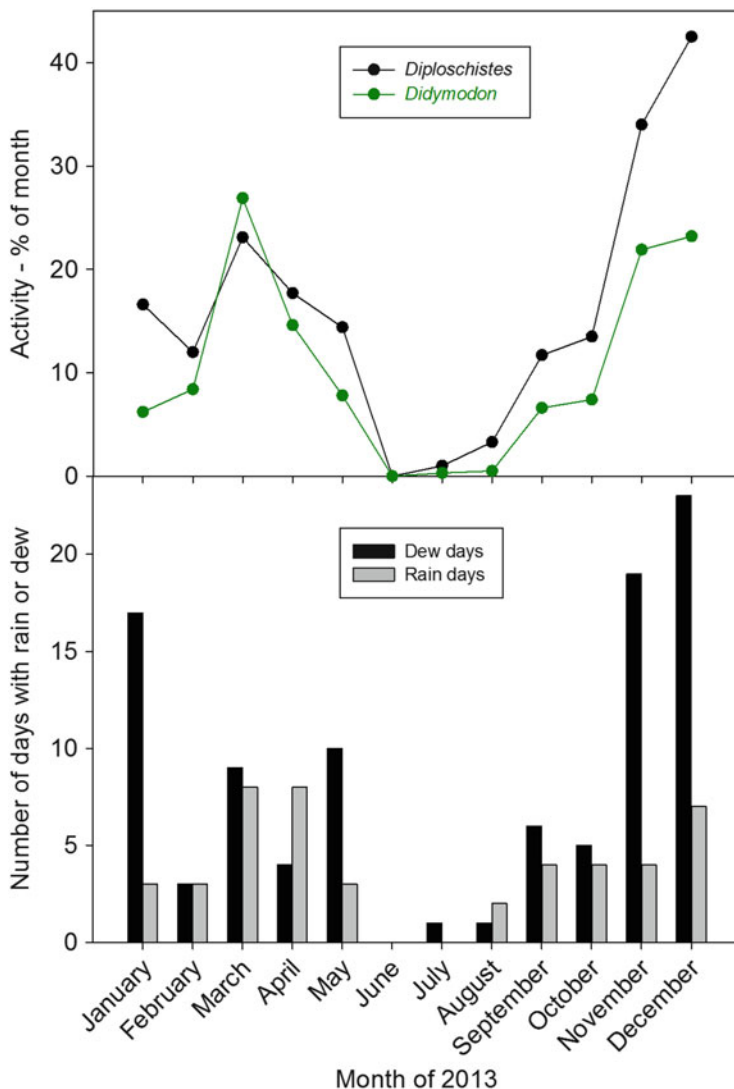 Activity - % of month
40
30
20
10
0
Diploschistes
Didymodon
Number of days with rain or dew
20
15
10
5
0
Dew days
Rain days
January
February
March
April
May
June
July
August
September
October
November
December
Month of 2013